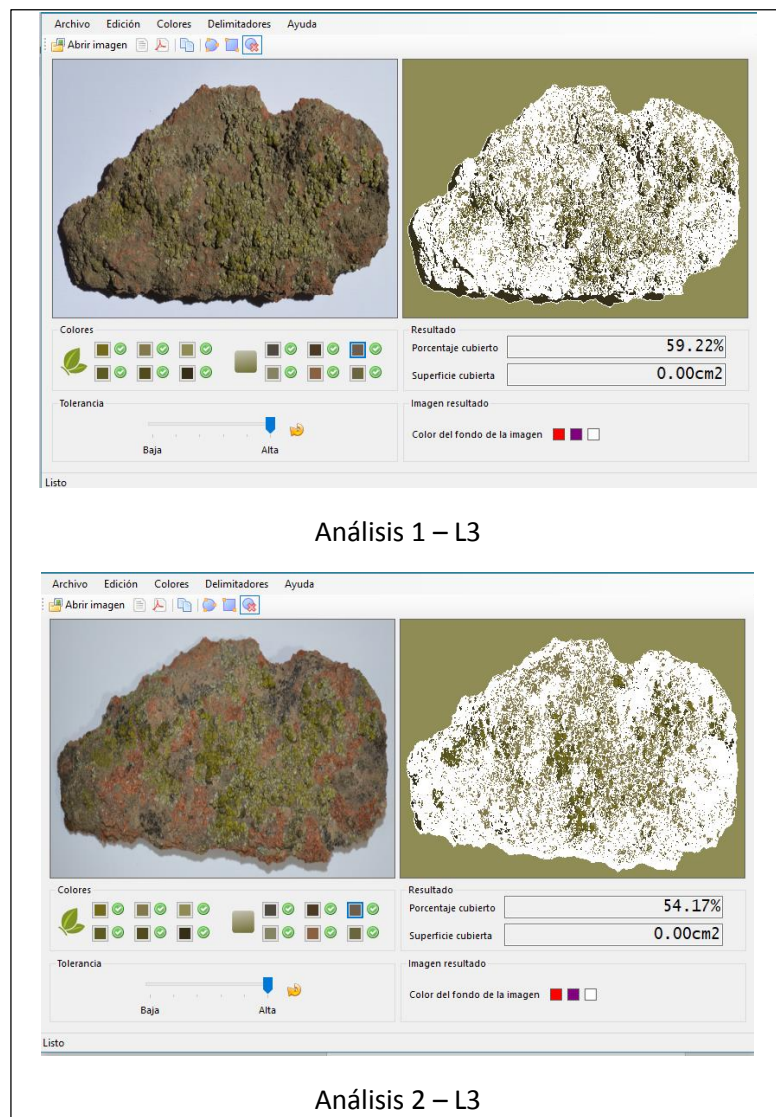 Archivo Edición Colores Delimitadores Ayuda
Abrir imagen
Colores
Resultado
Porcentaje cubierto 59.22%
Superficie cubierta 0.00cm2
Tolerancia
Baja Alta
Imagen resultado
Color del fondo de la imagen
Listo
Análisis 1 – L3
Archivo Edición Colores Delimitadores Ayuda
Abrir imagen
Colores
Resultado
Porcentaje cubierto 54.17%
Superficie cubierta 0.00cm2
Tolerancia
Baja Alta
Imagen resultado
Color del fondo de la imagen
Listo
Análisis 2 – L3